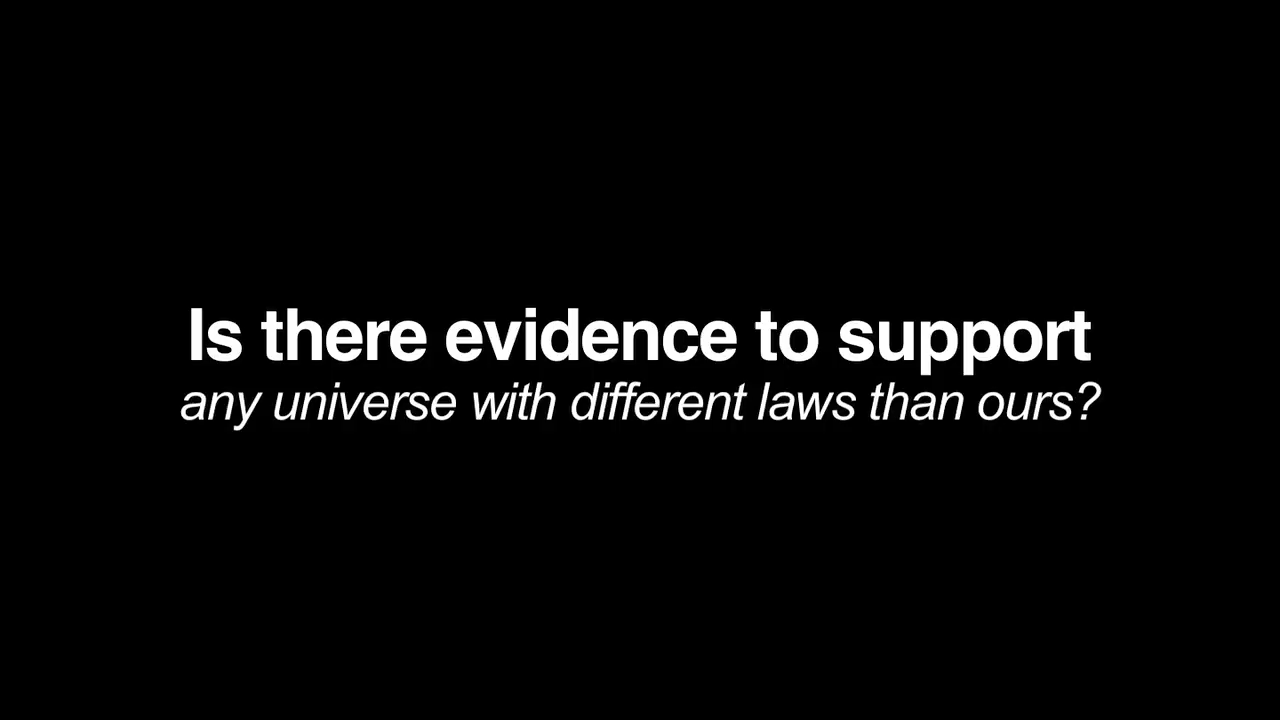 Is there evidence to support
any universe with different laws than ours?